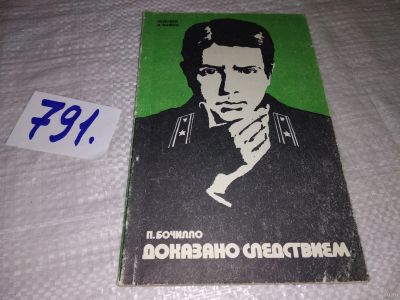 791.
П. БОЧИЛЛО
ДОКАЗАНО СЛЕДСТВИЕМ